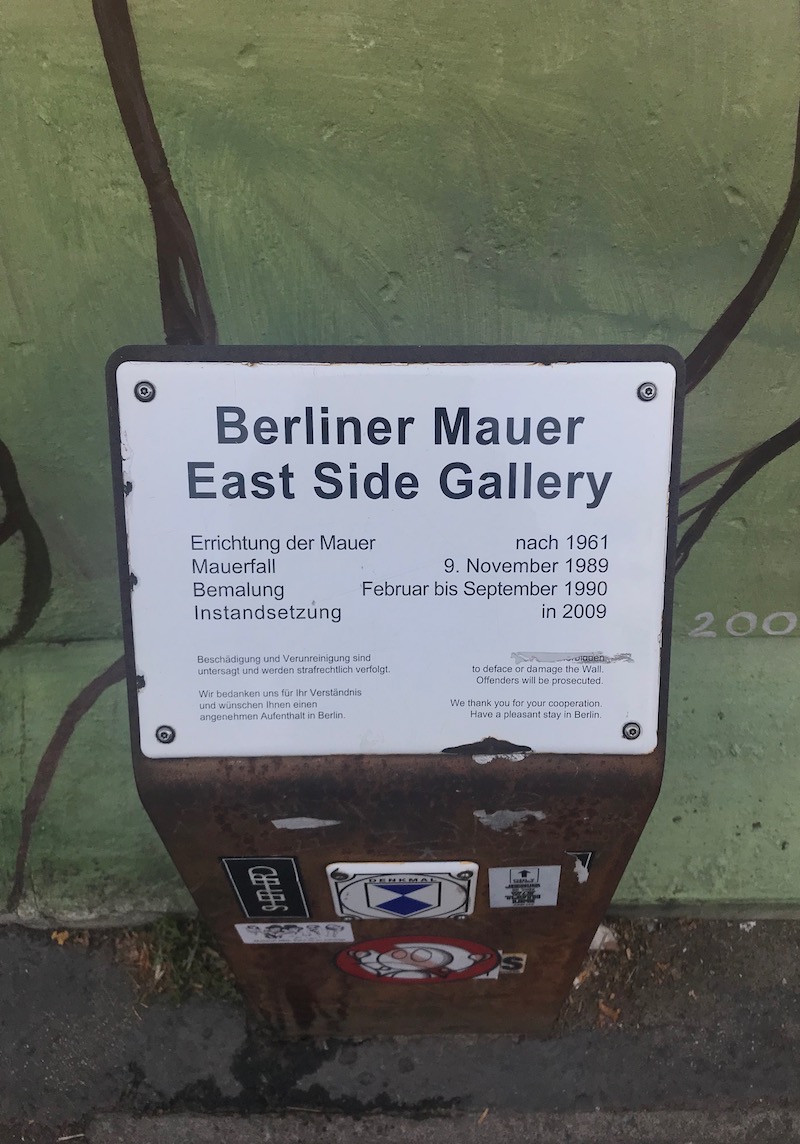 Berliner Mauer
East Side Gallery
Errichtung der Mauer nach 1961
Mauerfall 9. November 1989
Bemalung Februar bis September 1990
Instandsetzung in 2009
Beschädigung und Verunreinigung sind
untersagt und werden strafrechtlich verfolgt.
Wir bedanken uns für Ihr Verständnis
und wünschen Ihnen einen
angenehmen Aufenthalt in Berlin.
to deface or damage the Wall.
Offenders will be prosecuted.
We thank you for your cooperation.
Have a pleasant stay in Berlin.
200
DENKMAL
S